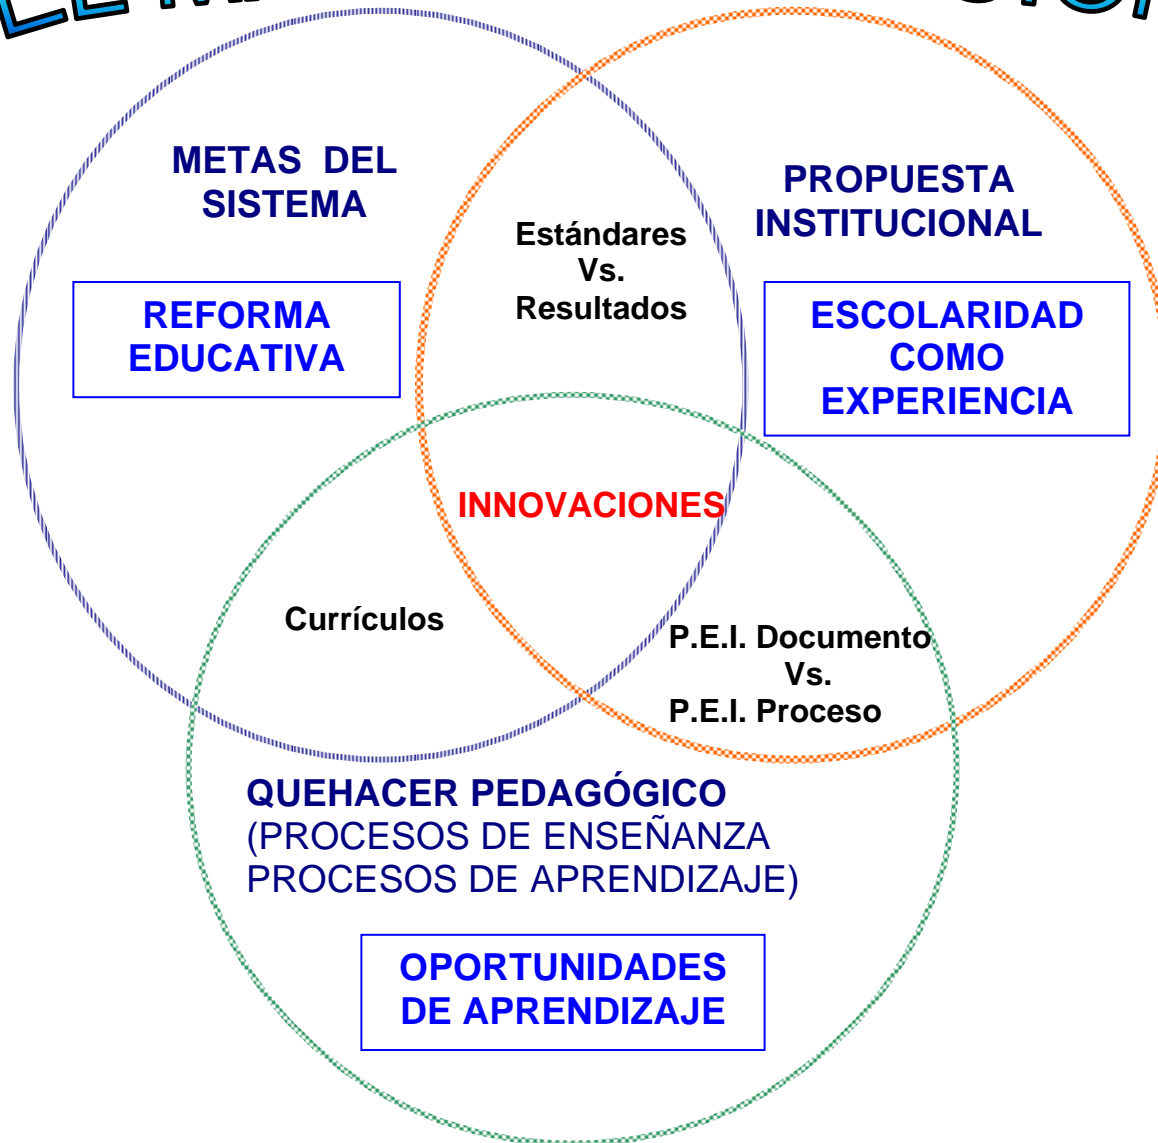 METAS DEL
SISTEMA
REFORMA
EDUCATIVA
Estándares
Vs.
Resultados
PROPUESTA
INSTITUCIONAL
ESCOLARIDAD
COMO
EXPERIENCIA
INNOVACIONES
Currículos
P.E.I. Documento
Vs.
P.E.I. Proceso
QUEHACER PEDAGÓGICO
(PROCESOS DE ENSEÑANZA
PROCESOS DE APRENDIZAJE)
OPORTUNIDADES
DE APRENDIZAJE